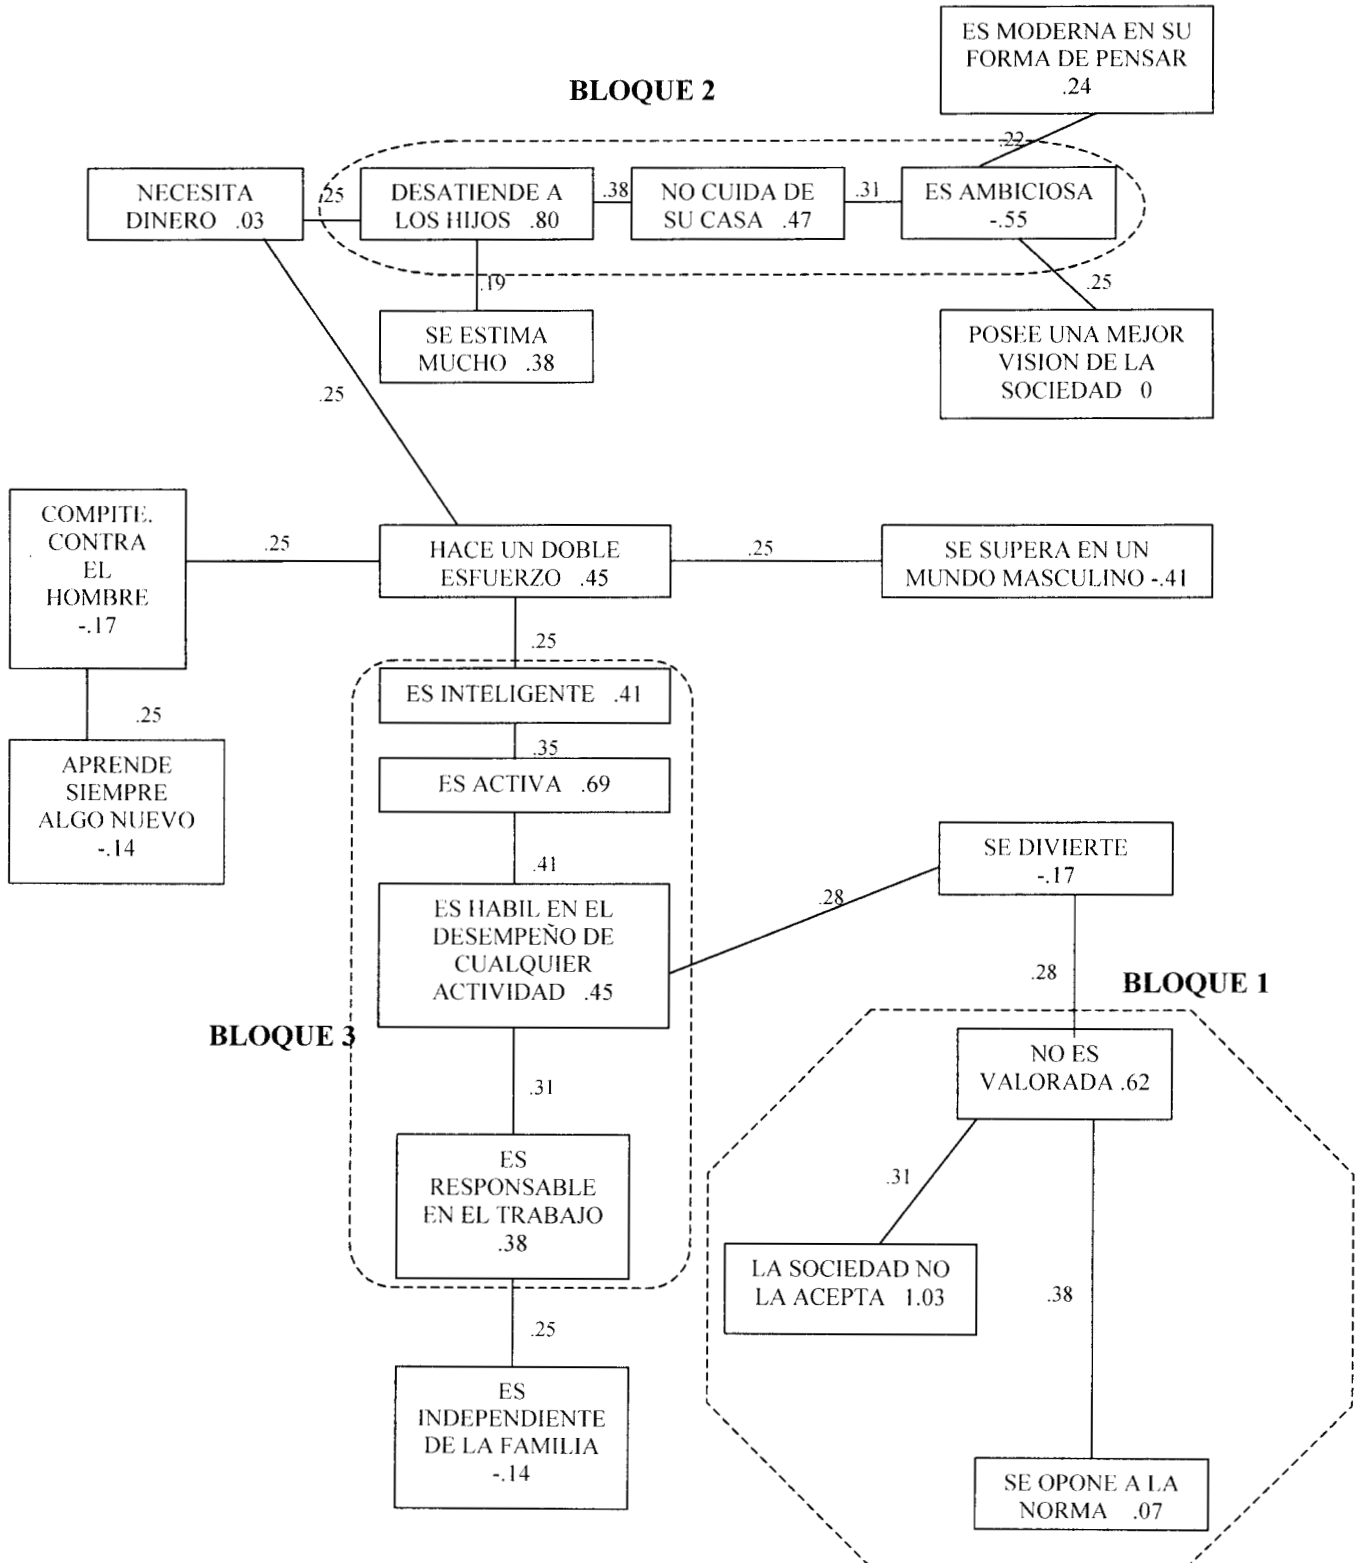 ES MODERNA EN SU
FORMA DE PENSAR
.24
BLOQUE 2
.22
NECESITA
DINERO .03
.25
DESATIENDE A
LOS HIJOS .80
.38
NO CUIDA DE
SU CASA .47
.31
ES AMBICIOSA
-.55
.19
.25
SE ESTIMA
MUCHO .38
POSEE UNA MEJOR
VISION DE LA
SOCIEDAD 0
.25
COMPITE.
CONTRA
EL
HOMBRE
-.17
.25
HACE UN DOBLE
ESFUERZO .45
.25
SE SUPERA EN UN
MUNDO MASCULINO -.41
.25
ES INTELIGENTE .41
.25
.35
APRENDE
SIEMPRE
ALGO NUEVO
-.14
ES ACTIVA .69
.41
SE DIVIERTE
-.17
.28
ES HABIL EN EL
DESEMPEÑO DE
CUALQUIER
ACTIVIDAD .45
.28
BLOQUE 1
BLOQUE 3
NO ES
VALORADA .62
.31
ES
RESPONSABLE
EN EL TRABAJO
.38
.31
LA SOCIEDAD NO
LA ACEPTA 1.03
.38
.25
ES
INDEPENDIENTE
DE LA FAMILIA
-.14
SE OPONE A LA
NORMA .07